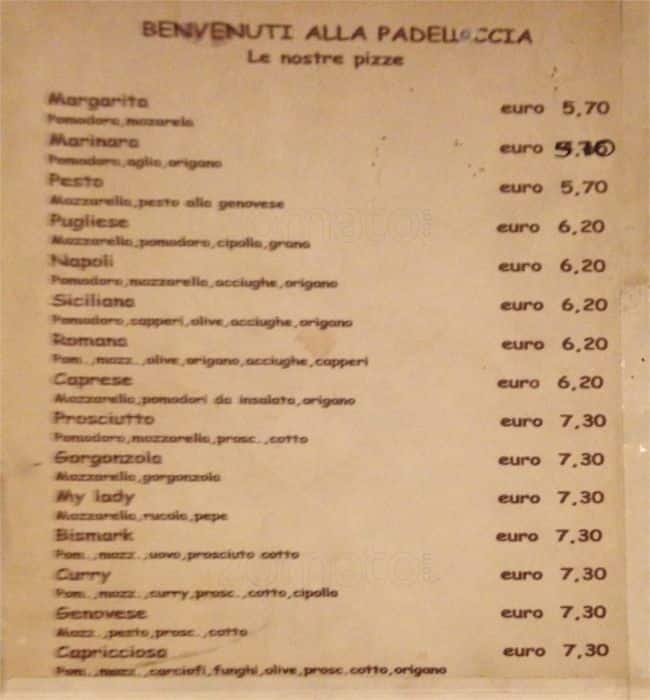 BENVENUTI ALLA PADELLACCIA
Le nostre pizze
Margarita euro 5,70
Pomodoro,mozarela
Marinara euro
Pomodoro,aglio,origano
Pesto euro 5,70
Mozzarella,pesto alla genovese
Pugliese euro 6,20
Mozzarella,pomodoro,cipolla,grana
Napoli euro 6,20
Pomodoro,mozzarella,acciughe,origano
Siciliana euro 6,20
Pomodoro,capperi,olive,acciughe,origano
Romana euro 6,20
Pom.,mozz.,olive,origano,acciughe,capperi
Caprese euro 6,20
Mozzarella,pomodori da insalata,origano
Prosciutto euro 7,30
Pomodoro,mozzarella,prosc.,cotto
Gorgonzola euro 7,30
Mozzarella,gorgonzola
My lady euro 7,30
Mozzarella,rucola,pepe
Bismark euro 7,30
Pom.,mozz.,uovo,prosciuto cotto
Curry euro 7,30
Pom.,mozz.,curry,prosc.,cotto,cipolla
Genovese euro 7,30
Mozz.,pesto,prosc.,cotto
Capricciosa euro 7,30
Pom.,mozz.,carciofi,funghi,olive,prosc.cotto,origano